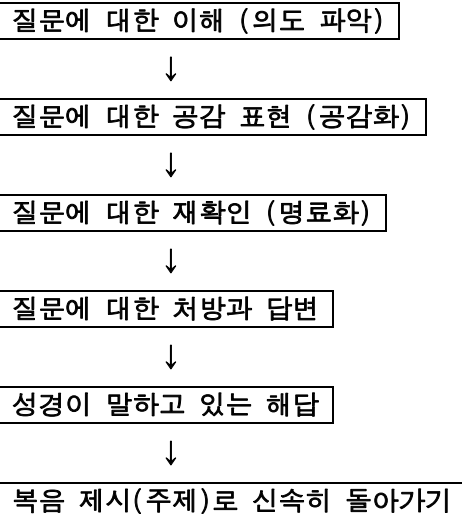 질문에 대한 이해 (의도 파악)
↓
질문에 대한 공감 표현 (공감화)
↓
질문에 대한 재확인 (명료화)
↓
질문에 대한 처방과 답변
↓
성경이 말하고 있는 해답
↓
복음 제시(주제)로 신속히 돌아가기